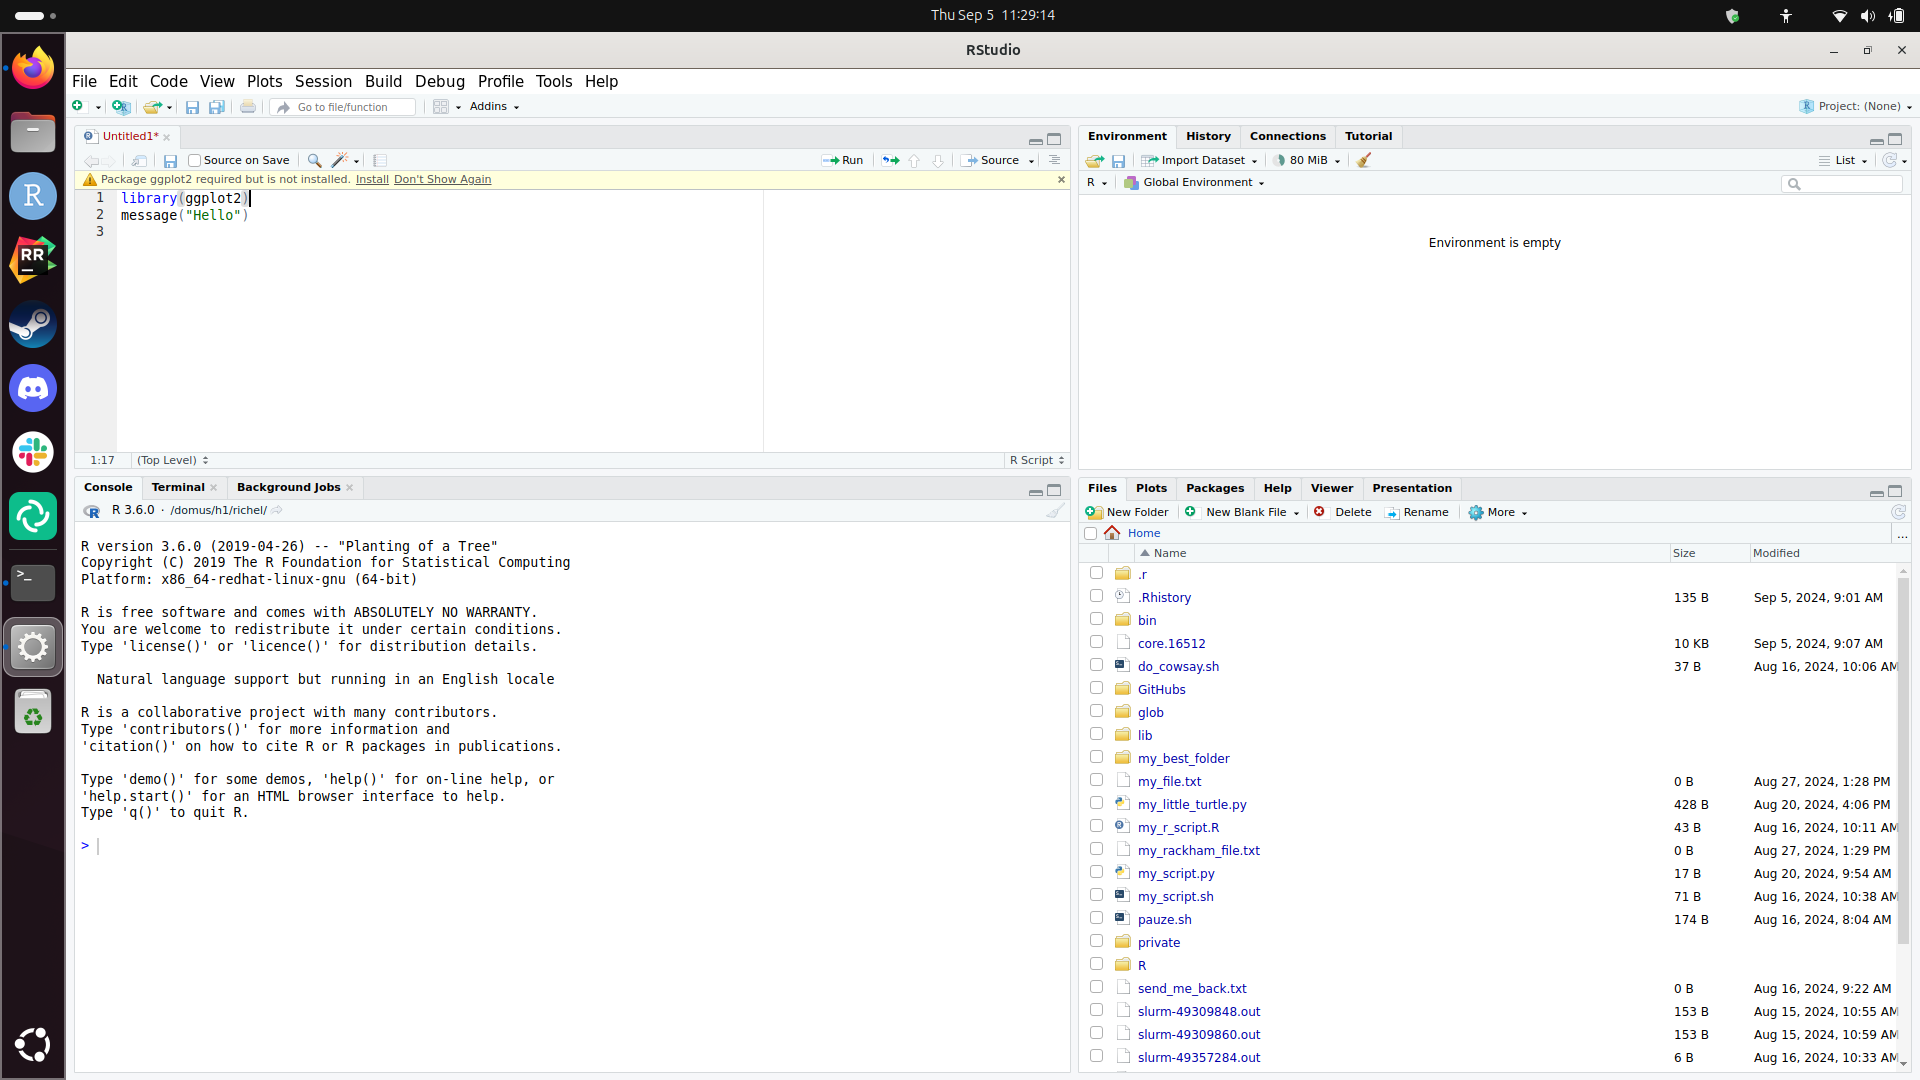 Thu Sep 5  11:29:14
RStudio
File Edit Code View Plots Session Build Debug Profile Tools Help
Go to file/function Addins Project: (None)
Untitled1*
Source on Save Run Source
Package ggplot2 required but is not installed. Install Don't Show Again
1 library(ggplot2)
2 message("Hello")
3
1:17 (Top Level) R Script
Console Terminal Background Jobs
R 3.6.0 · /domus/h1/richel/
R version 3.6.0 (2019-04-26) -- "Planting of a Tree"
Copyright (C) 2019 The R Foundation for Statistical Computing
Platform: x86_64-redhat-linux-gnu (64-bit)
R is free software and comes with ABSOLUTELY NO WARRANTY.
You are welcome to redistribute it under certain conditions.
Type 'license()' or 'licence()' for distribution details.
Natural language support but running in an English locale
R is a collaborative project with many contributors.
Type 'contributors()' for more information and
'citation()' on how to cite R or R packages in publications.
Type 'demo()' for some demos, 'help()' for on-line help, or
'help.start()' for an HTML browser interface to help.
Type 'q()' to quit R.
>
Environment History Connections Tutorial
Import Dataset 80 MiB List
R Global Environment
Environment is empty
Files Plots Packages Help Viewer Presentation
New Folder New Blank File Delete Rename More
Home ...
Name Size Modified
.r
.Rhistory 135 B Sep 5, 2024, 9:01 AM
bin
core.16512 10 KB Sep 5, 2024, 9:07 AM
do_cowsay.sh 37 B Aug 16, 2024, 10:06 AM
GitHubs
glob
lib
my_best_folder
my_file.txt 0 B Aug 27, 2024, 1:28 PM
my_little_turtle.py 428 B Aug 20, 2024, 4:06 PM
my_r_script.R 43 B Aug 16, 2024, 10:11 AM
my_rackham_file.txt 0 B Aug 27, 2024, 1:29 PM
my_script.py 17 B Aug 20, 2024, 9:54 AM
my_script.sh 71 B Aug 16, 2024, 10:38 AM
pauze.sh 174 B Aug 16, 2024, 8:04 AM
private
R
send_me_back.txt 0 B Aug 16, 2024, 9:22 AM
slurm-49309848.out 153 B Aug 15, 2024, 10:55 AM
slurm-49309860.out 153 B Aug 15, 2024, 10:59 AM
slurm-49357284.out 6 B Aug 16, 2024, 10:33 AM
R
RR
>_